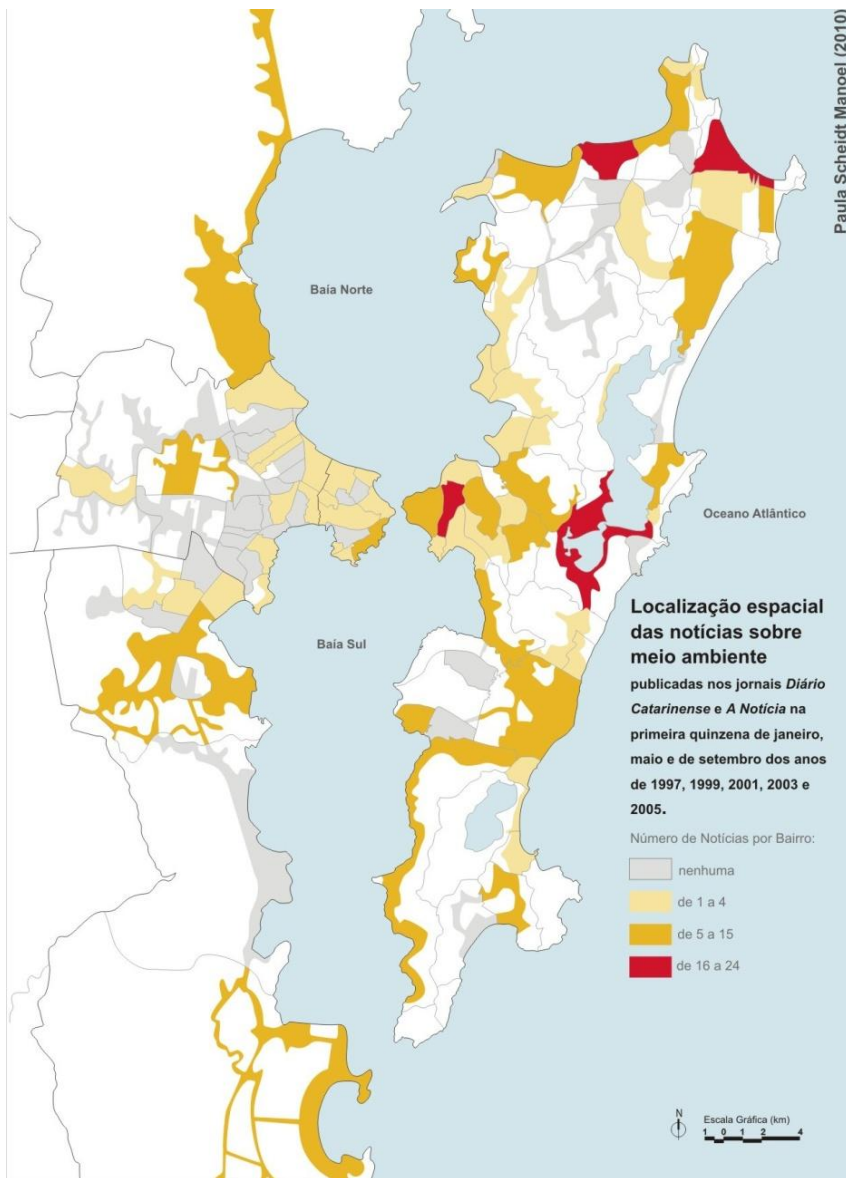 Paula Scheidt Manoel (2010)
Baía Norte
Oceano Atlântico
Baía Sul
Localização espacial
das notícias sobre
meio ambiente
publicadas nos jornais Diário
Catarinense e A Notícia na
primeira quinzena de janeiro,
maio e de setembro dos anos
de 1997, 1999, 2001, 2003 e
2005.
Número de Notícias por Bairro:
nenhuma
de 1 a 4
de 5 a 15
de 16 a 24
N
Escala Gráfica (km)
1 0 1 2 4